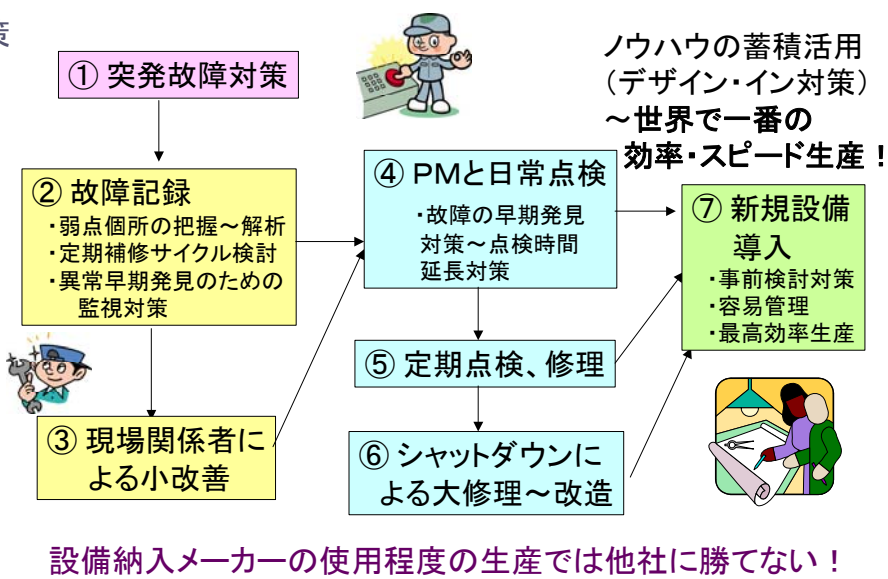 策
① 突発故障対策
ノウハウの蓄積活用
（デザイン・イン対策）
～世界で一番の
効率・スピード生産！
② 故障記録
・弱点個所の把握～解析
・定期補修サイクル検討
・異常早期発見のための
監視対策
④ ＰＭと日常点検
・故障の早期発見
対策～点検時間
延長対策
⑦ 新規設備
導入
・事前検討対策
・容易管理
・最高効率生産
⑤ 定期点検、修理
③ 現場関係者に
よる小改善
⑥ シャットダウンに
よる大修理～改造
設備納入メーカーの使用程度の生産では他社に勝てない！